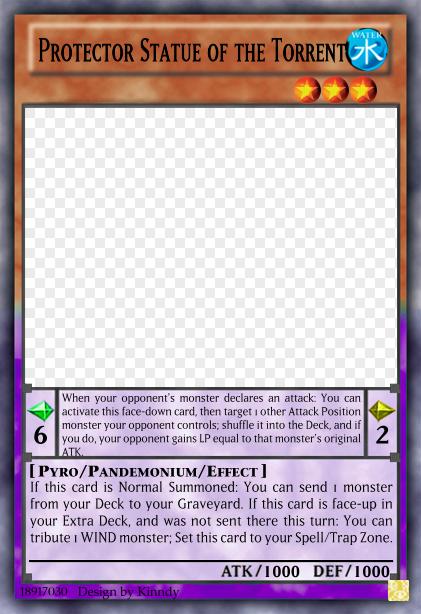 PROTECTOR STATUE OF THE TORRENT
WATER
水
When your opponent's monster declares an attack: You can
activate this face-down card, then target 1 other Attack Position
monster your opponent controls; shuffle it into the Deck, and if
you do, your opponent gains LP equal to that monster's original
ATK.
6
2
[ PYRO/PANDEMONIUM/EFFECT ]
If this card is Normal Summoned: You can send 1 monster
from your Deck to your Graveyard. If this card is face-up in
your Extra Deck, and was not sent there this turn: You can
tribute 1 WIND monster; Set this card to your Spell/Trap Zone.
ATK/1000 DEF/1000
18917030 Design by Kinndy